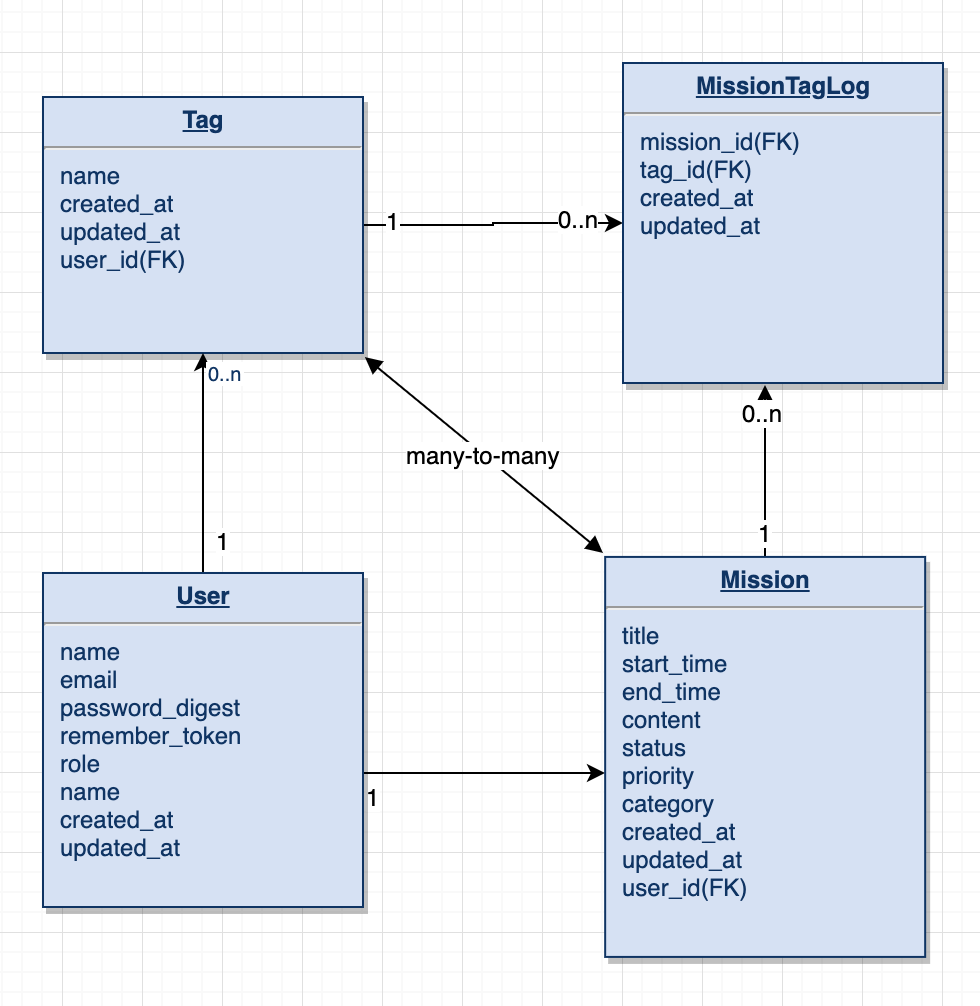 Tag
name
created_at
updated_at
user_id(FK)
MissionTagLog
mission_id(FK)
tag_id(FK)
created_at
updated_at
1
0..n
0..n
1
many-to-many
0..n
1
User
name
email
password_digest
remember_token
role
name
created_at
updated_at
1
Mission
title
start_time
end_time
content
status
priority
category
created_at
updated_at
user_id(FK)